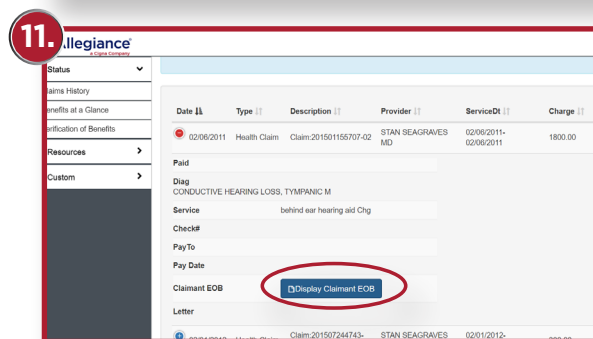 11.
llegiance®
a Cigna Company
Status
laims History
enefits at a Glance
erification of Benefits
Resources
Custom
Date Type Description Provider ServiceDt Charge
02/06/2011 Health Claim Claim:201501155707-02 STAN SEAGRAVES MD 02/06/2011-02/06/2011 1800.00
Paid
Diag
CONDUCTIVE HEARING LOSS, TYMPANIC M
Service behind ear hearing aid Chg
Check#
PayTo
Pay Date
Claimant EOB Display Claimant EOB
Letter
Health Claim Claim:201507244743- STAN SEAGRAVES 02/01/2012-